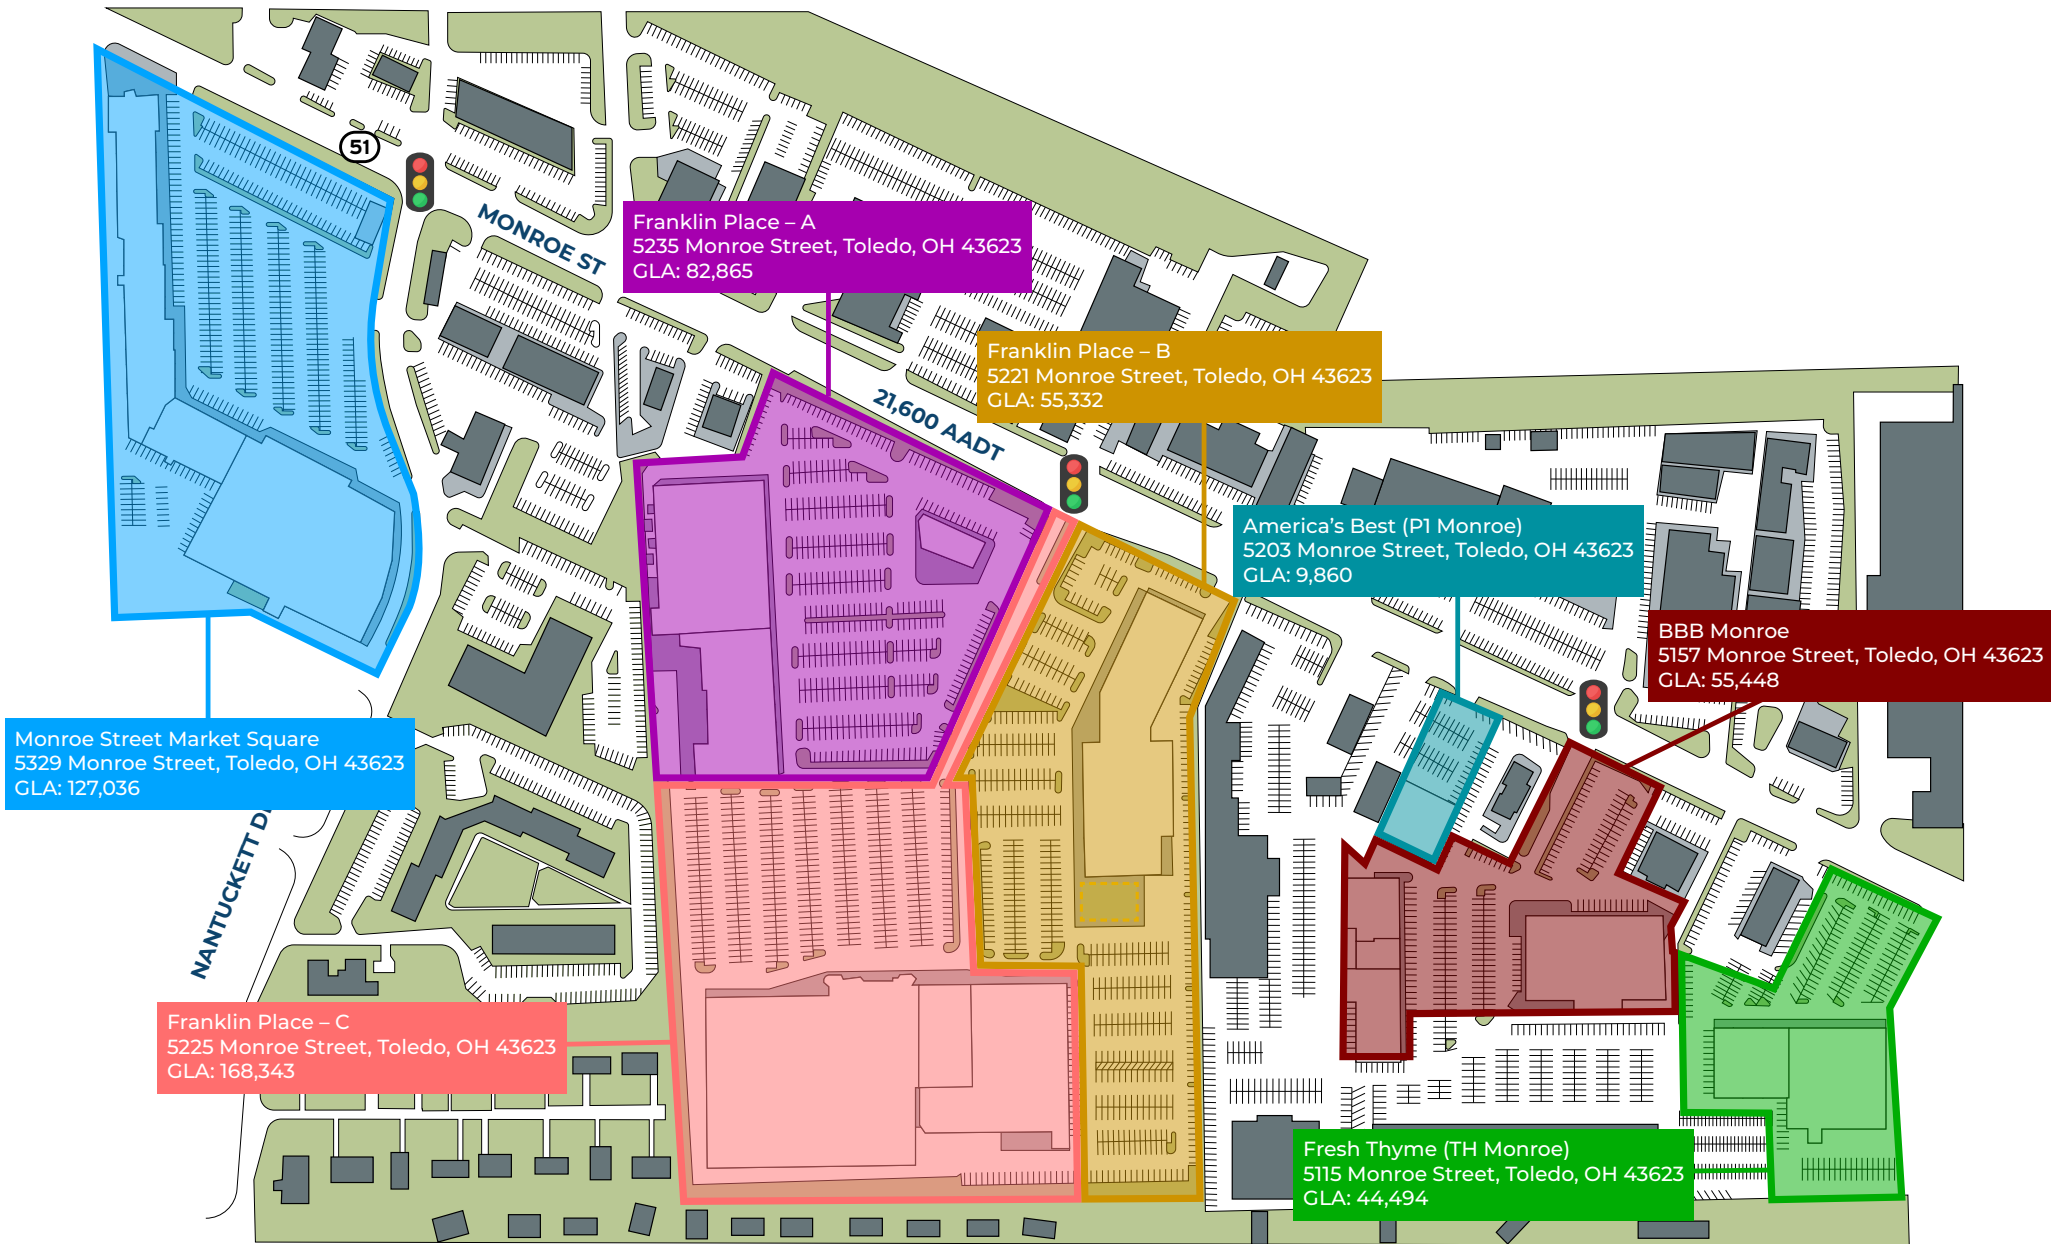 51
MONROE ST
Franklin Place – A
5235 Monroe Street, Toledo, OH 43623
GLA: 82,865
Franklin Place – B
5221 Monroe Street, Toledo, OH 43623
GLA: 55,332
21,600 AADT
America’s Best (P1 Monroe)
5203 Monroe Street, Toledo, OH 43623
GLA: 9,860
BBB Monroe
5157 Monroe Street, Toledo, OH 43623
GLA: 55,448
Monroe Street Market Square
5329 Monroe Street, Toledo, OH 43623
GLA: 127,036
NANTUCKETT
Franklin Place – C
5225 Monroe Street, Toledo, OH 43623
GLA: 168,343
Fresh Thyme (TH Monroe)
5115 Monroe Street, Toledo, OH 43623
GLA: 44,494